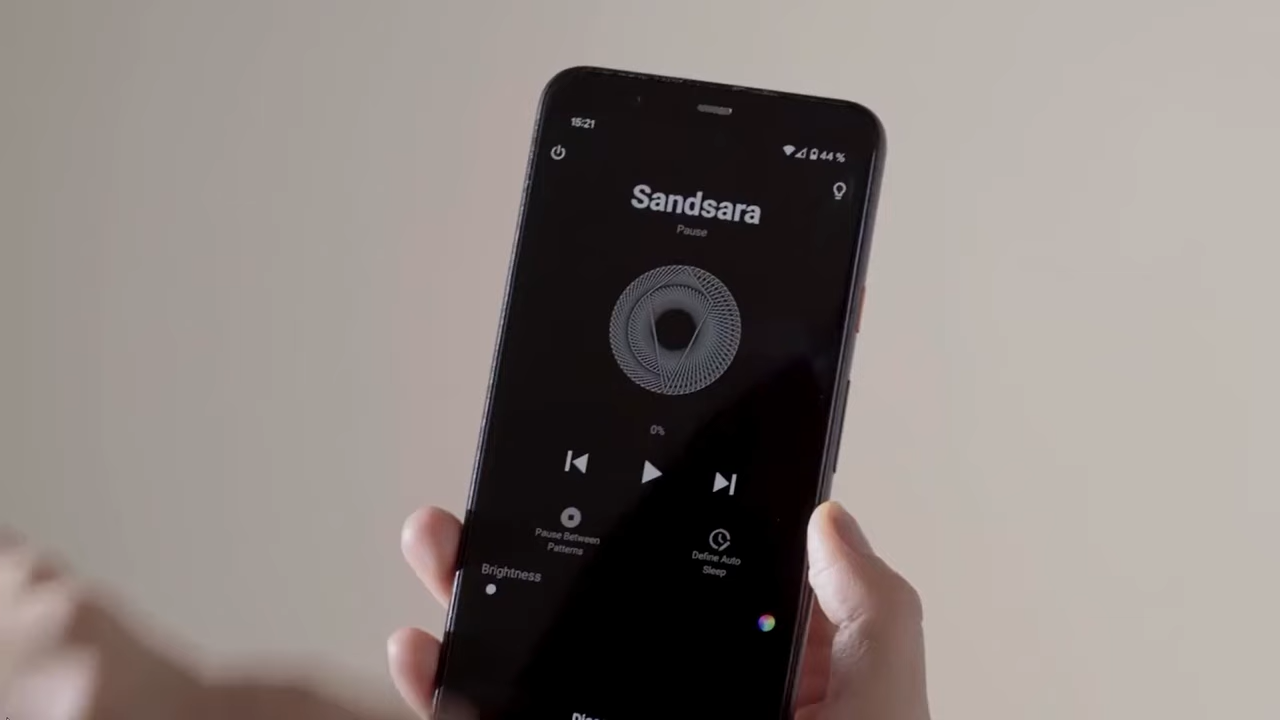 15:21
44 %
Sandsara
Pause
0%
Pause Between
Patterns
Define Auto
Sleep
Brightness